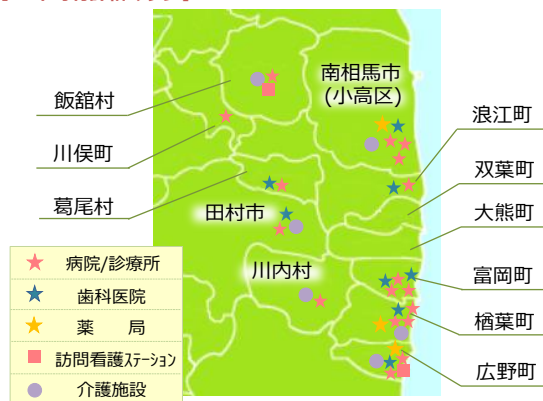 飯舘村
川俣町
葛尾村
南相馬市
(小高区)
田村市
川内村
浪江町
双葉町
大熊町
富岡町
楢葉町
広野町
病院/診療所
歯科医院
薬　局
訪問看護ステーション
介護施設